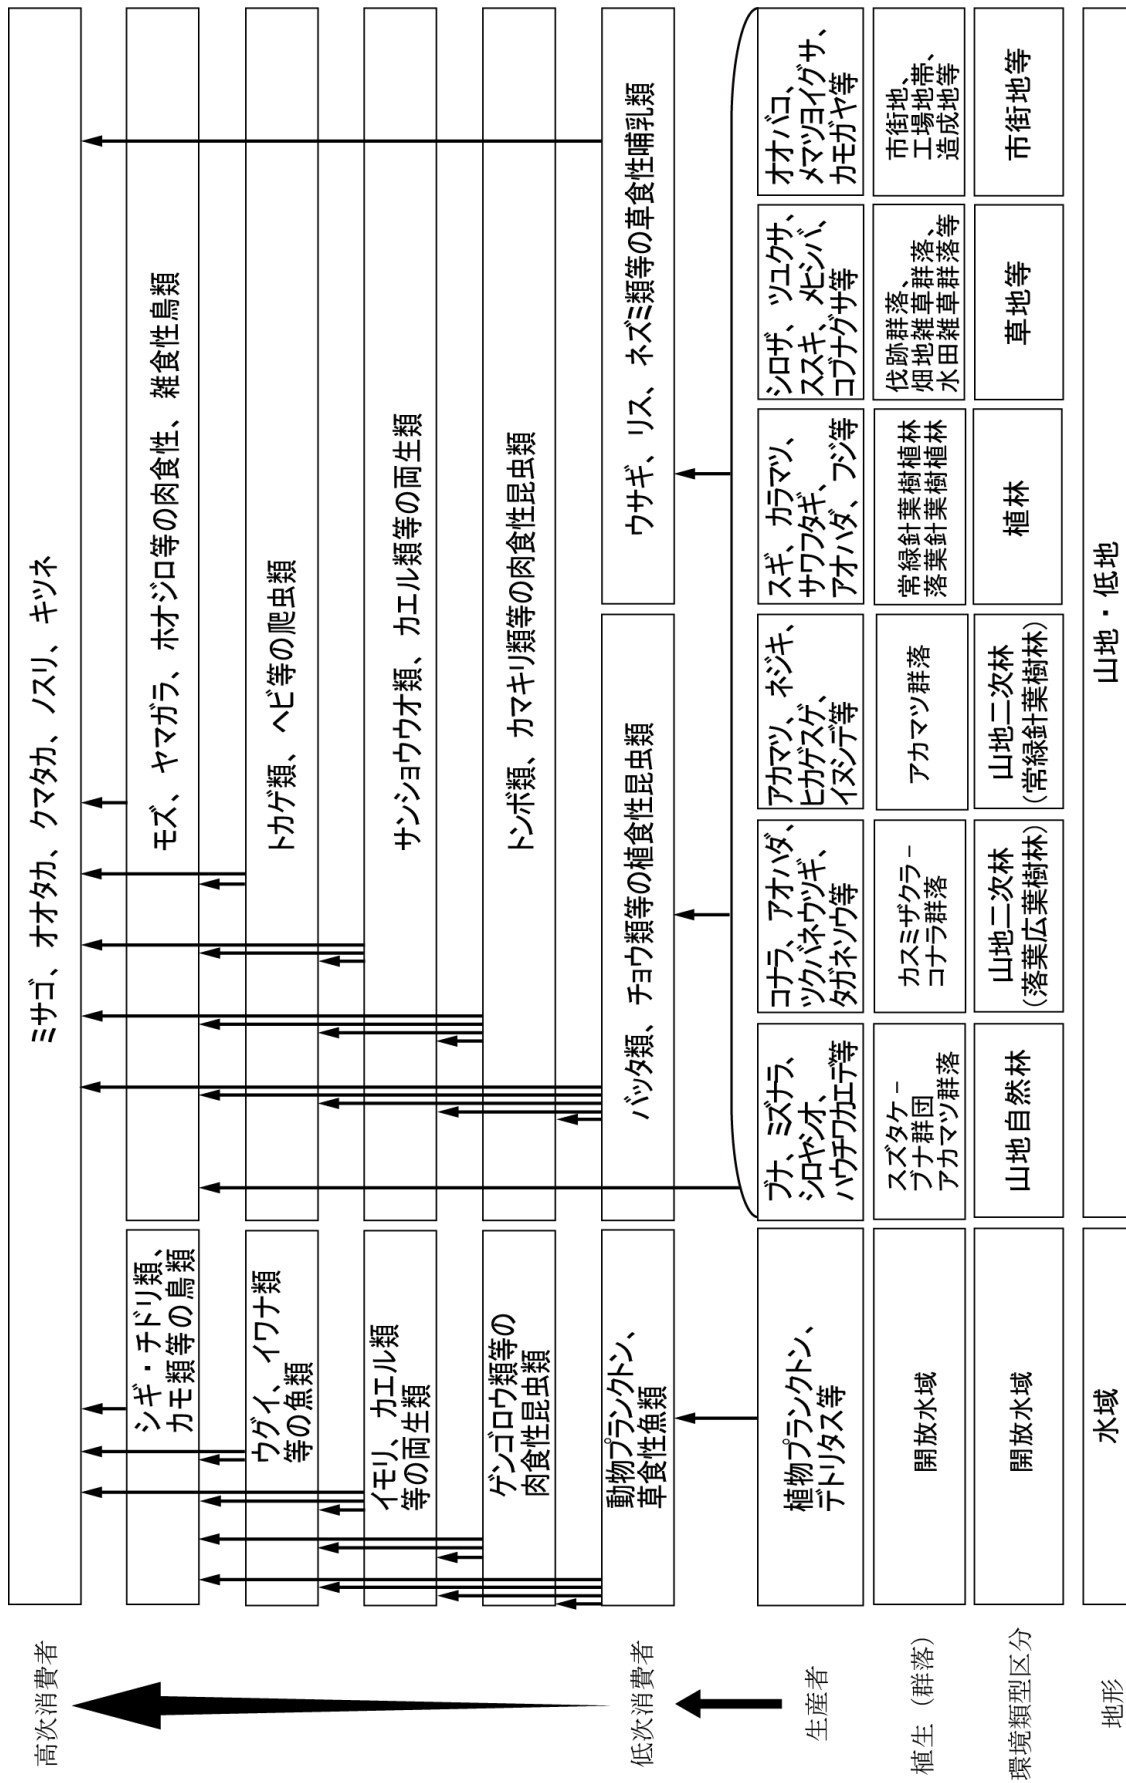 高次消費者
ミサゴ、オオタカ、クマタカ、ノスリ、キツネ
シギ・チドリ類、
カモ類等の鳥類
モズ、ヤマガラ、ホオジロ等の肉食性、雑食性鳥類
ウグイ、イワナ類
等の魚類
トカゲ類、ヘビ等の爬虫類
イモリ、カエル類
等の両生類
サンショウウオ類、カエル類等の両生類
ゲンゴロウ類等の
肉食性昆虫類
トンボ類、カマキリ類等の肉食性昆虫類
低次消費者
動物プランクトン、
草食性魚類
バッタ類、チョウ類等の植食性昆虫類
ウサギ、リス、ネズミ類等の草食性哺乳類
生産者
植物プランクトン、
デトリタス等
ブナ、ミズナラ、
シロヤシオ、
ハウチワカエデ等
コナラ、アオハダ、
ツクバネウツギ、
タガネソウ等
アカマツ、ネジキ、
ヒカゲスゲ、
イヌシデ等
スギ、カラマツ、
サワフタギ、
アオハダ、フジ等
シロザ、ツユクサ、
ススキ、メヒシバ、
コブナグサ等
オオバコ、
メマツヨイグサ、
カモガヤ等
植生（群落）
開放水域
スズタケ－
ブナ群団
アカマツ群落
カスミザクラ－
コナラ群落
アカマツ群落
常緑針葉樹植林
落葉針葉樹植林
伐跡群落、
畑地雑草群落、
水田雑草群落等
市街地、
工場地帯、
造成地等
環境類型区分
開放水域
山地自然林
山地二次林
（落葉広葉樹林）
山地二次林
（常緑針葉樹林）
植林
草地等
市街地等
地形
水域
山地・低地